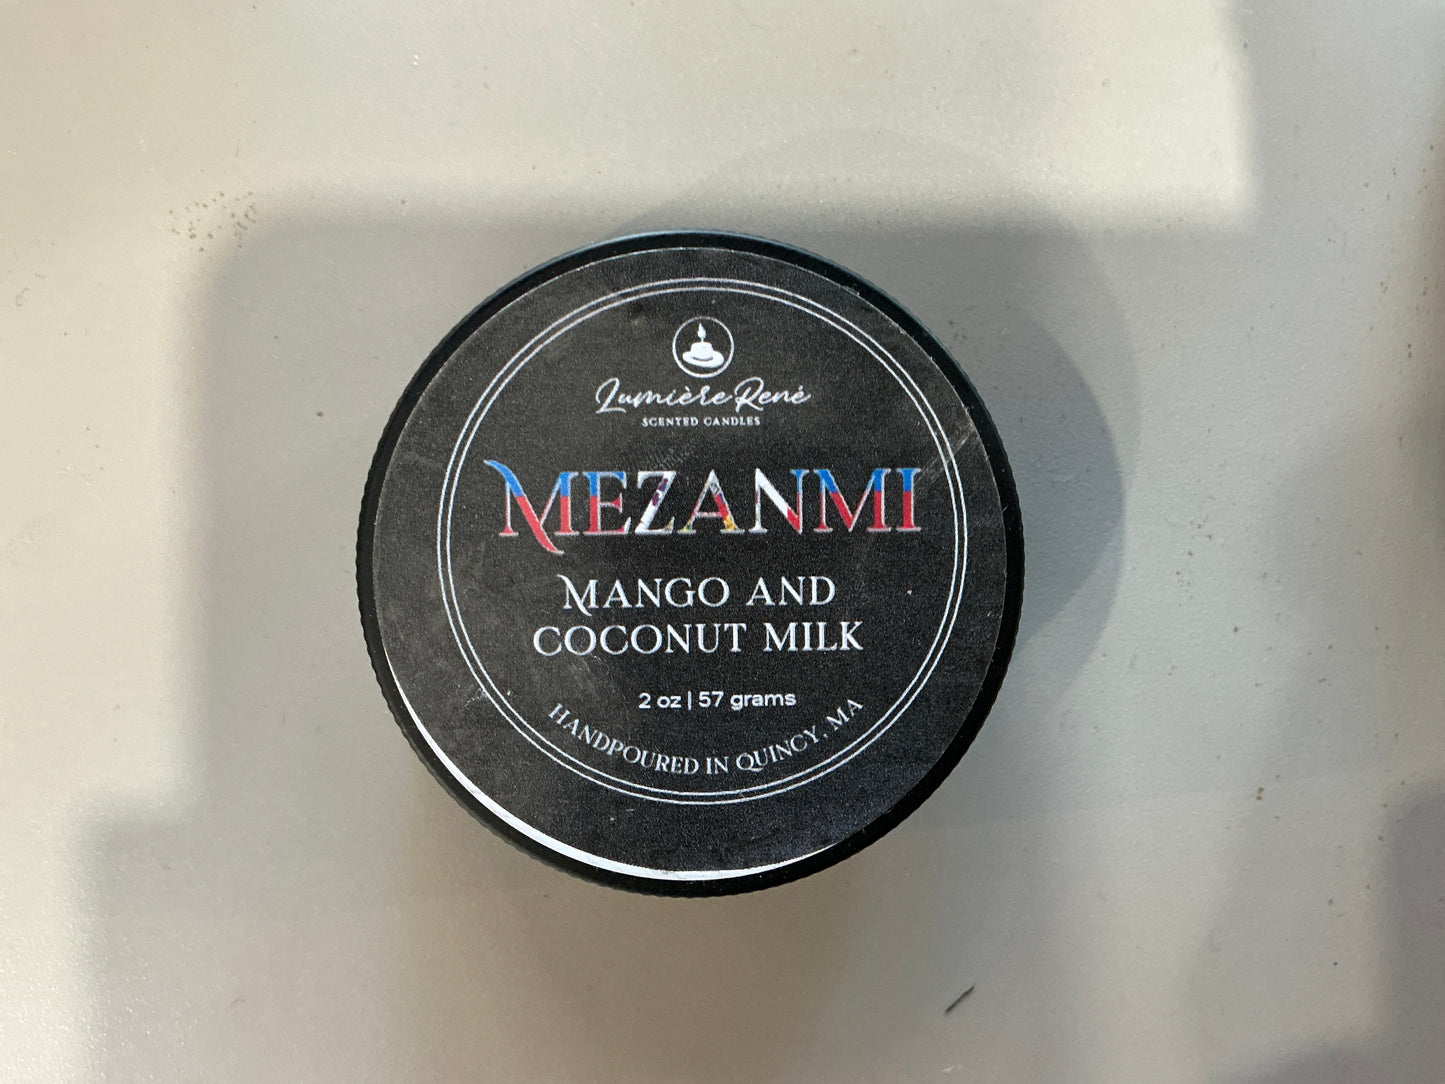 Lumière René
SCENTED CANDLES
MEZANMI
MANGO AND
COCONUT MILK
2 oz | 57 grams
HANDPOURED IN QUINCY, MA